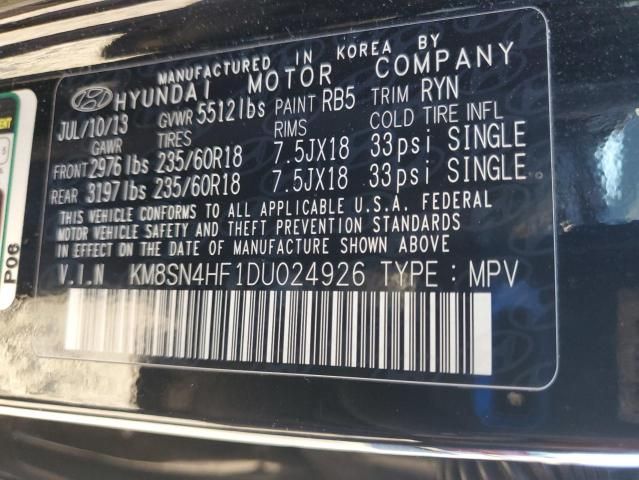 MANUFACTURED IN KOREA BY
HYUNDAI MOTOR COMPANY
JUL/10/13 GVWR 5512lbs PAINT RB5 TRIM RYN
GAWR TIRES RIMS COLD TIRE INFL
FRONT 2976lbs 235/60R18 7.5JX18 33psi SINGLE
REAR 3197lbs 235/60R18 7.5JX18 33psi SINGLE
THIS VEHICLE CONFORMS TO ALL APPLICABLE U.S.A. FEDERAL
MOTOR VEHICLE SAFETY AND THEFT PREVENTION STANDARDS
IN EFFECT ON THE DATE OF MANUFACTURE SHOWN ABOVE
V.I.N KM8SN4HF1DU024926 TYPE : MPV
P06